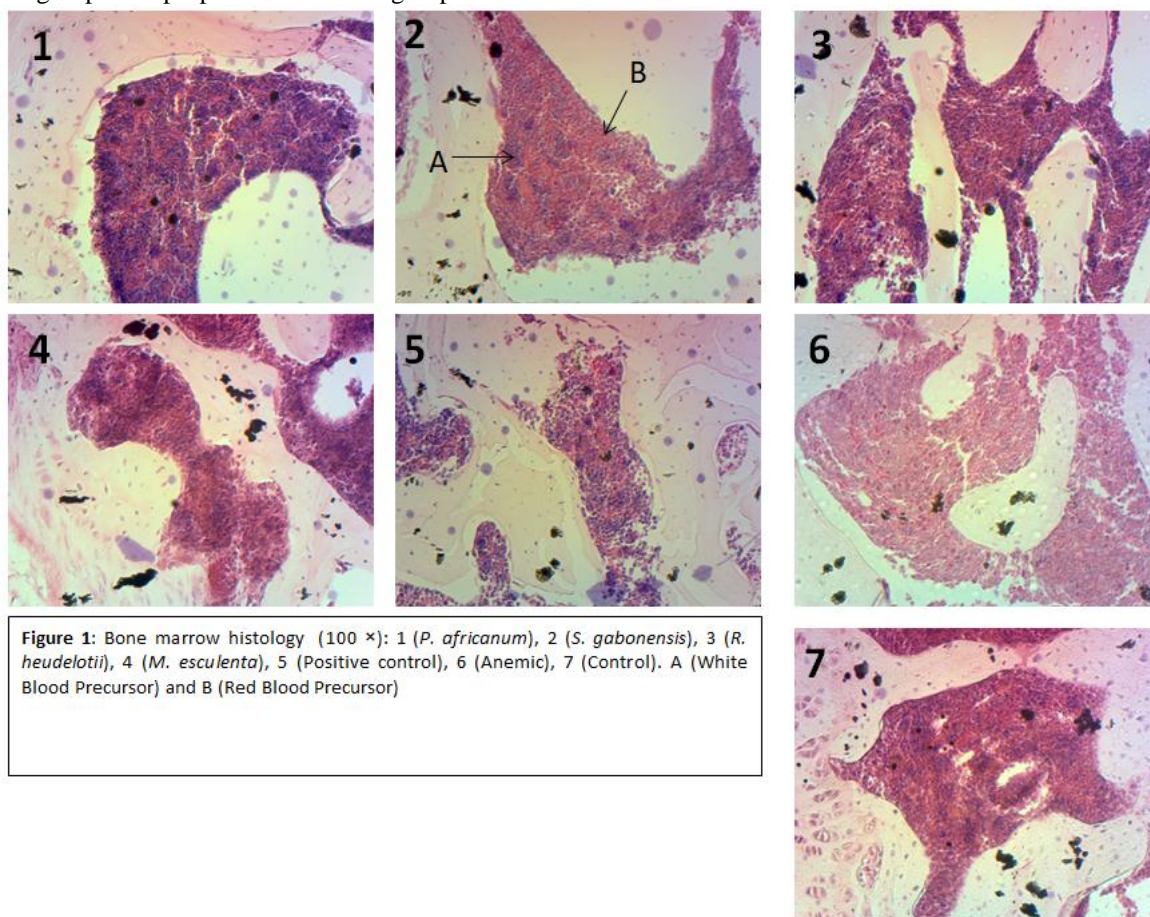 1
2
3
B
A
4
5
6
Figure 1: Bone marrow histology (100 ×): 1 (P. africanum), 2 (S. gabonensis), 3 (R.
heudelotii), 4 (M. esculenta), 5 (Positive control), 6 (Anemic), 7 (Control). A (White
Blood Precursor) and B (Red Blood Precursor)
7